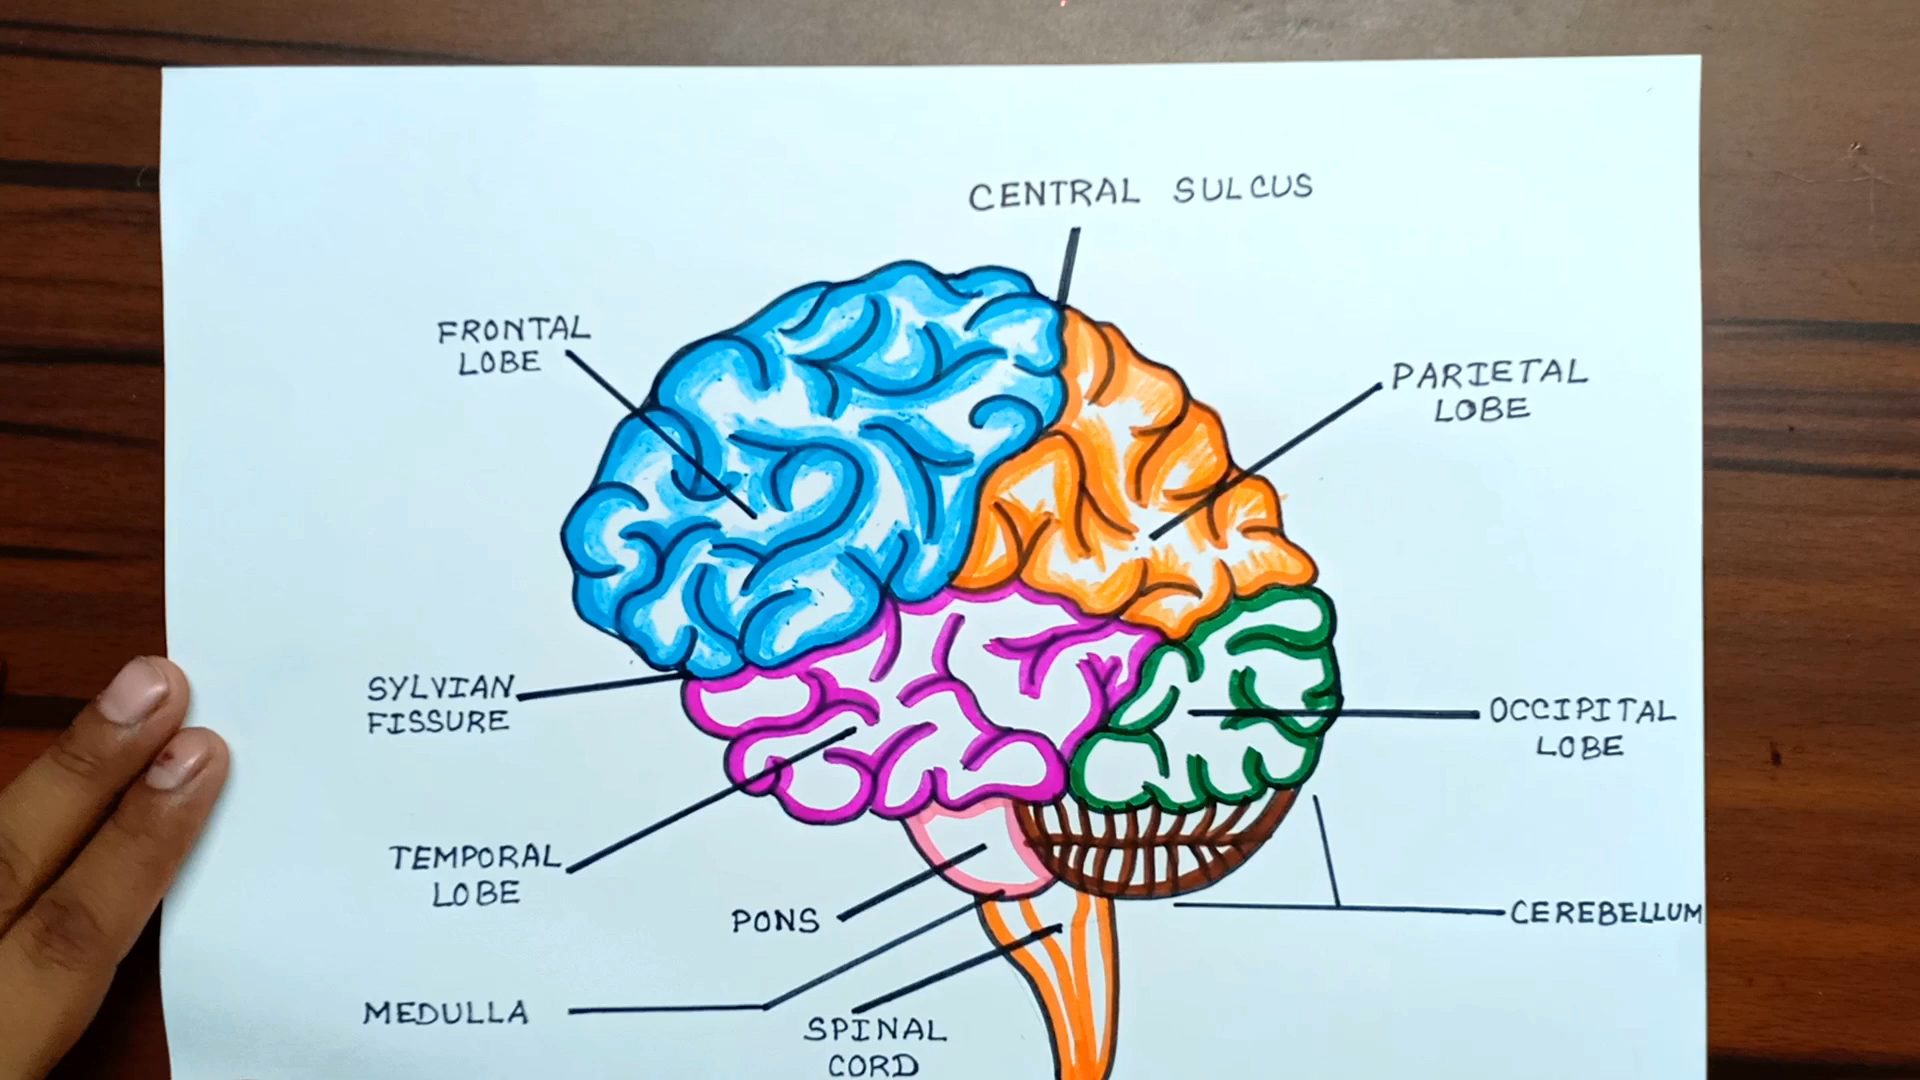 CENTRAL SULCUS
FRONTAL
LOBE
PARIETAL
LOBE
SYLVIAN
FISSURE
OCCIPITAL
LOBE
TEMPORAL
LOBE
PONS
CEREBELLUM
MEDULLA
SPINAL
CORD